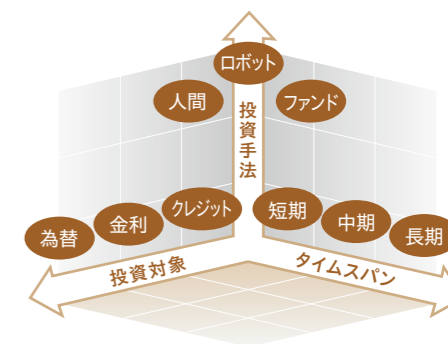 ロボット
人間
ファンド
投資手法
クレジット
短期
金利
中期
為替
長期
投資対象
タイムスパン